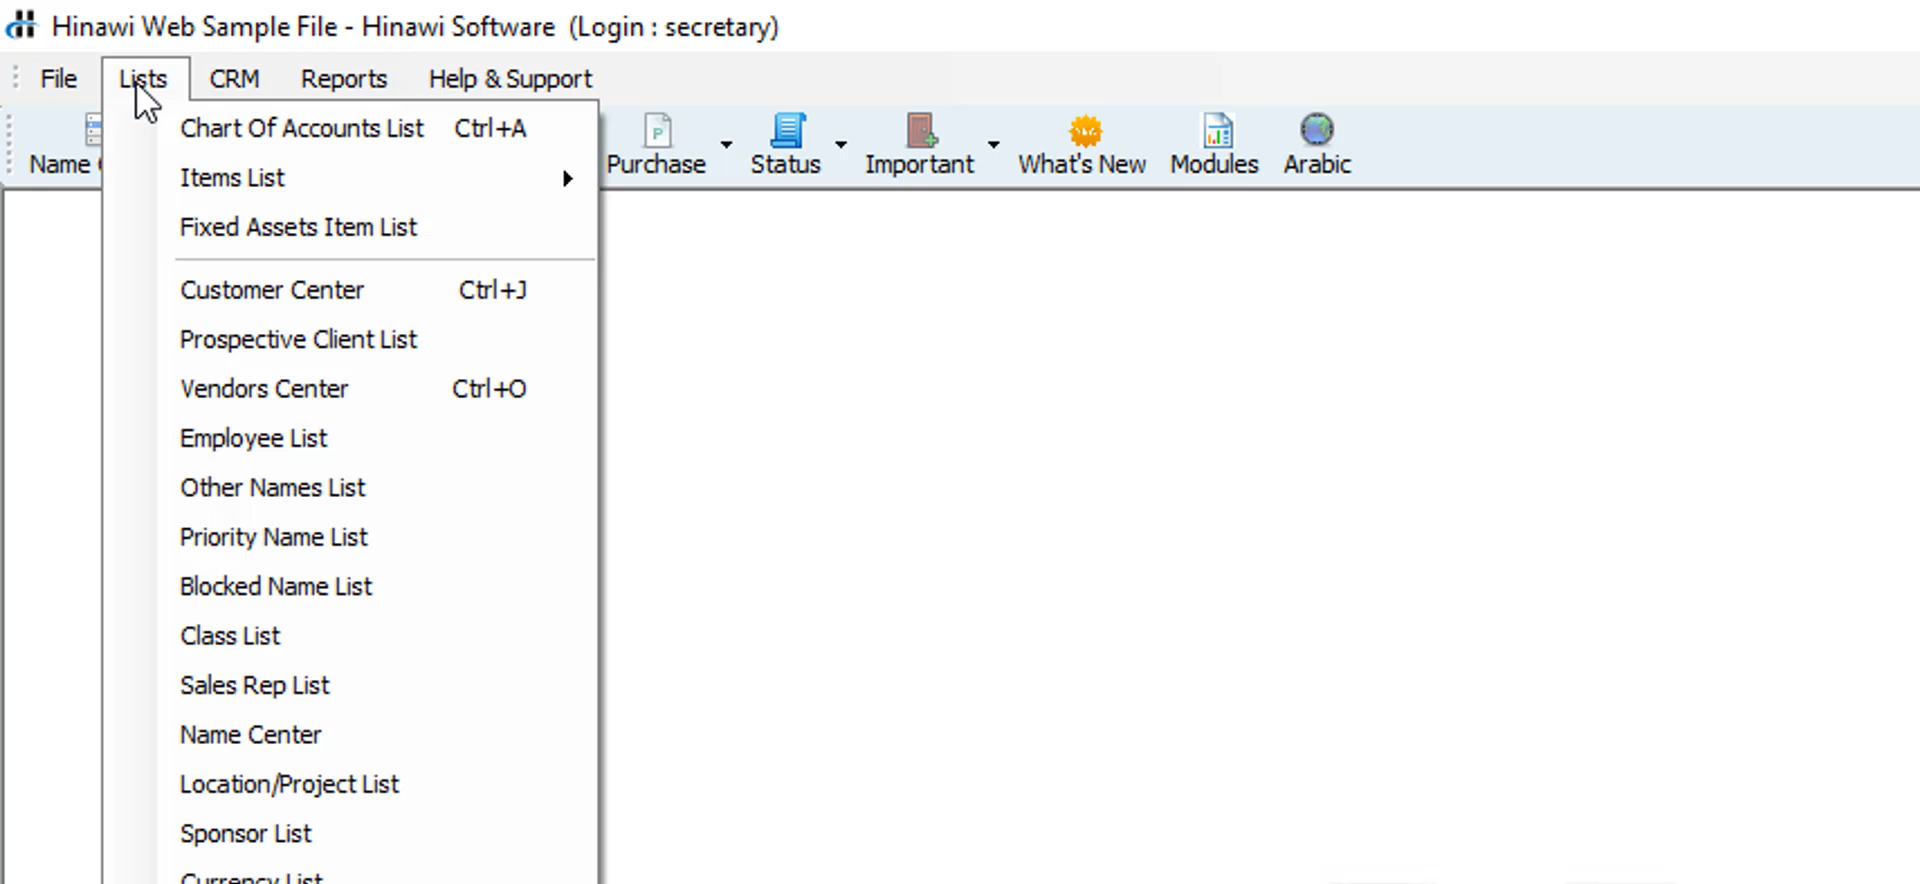 Hinawi Web Sample File - Hinawi Software (Login : secretary)
File Lists CRM Reports Help & Support
Name
Purchase Status Important What's New Modules Arabic
Chart Of Accounts List Ctrl+A
Items List
Fixed Assets Item List
Customer Center Ctrl+J
Prospective Client List
Vendors Center Ctrl+O
Employee List
Other Names List
Priority Name List
Blocked Name List
Class List
Sales Rep List
Name Center
Location/Project List
Sponsor List
Currency List